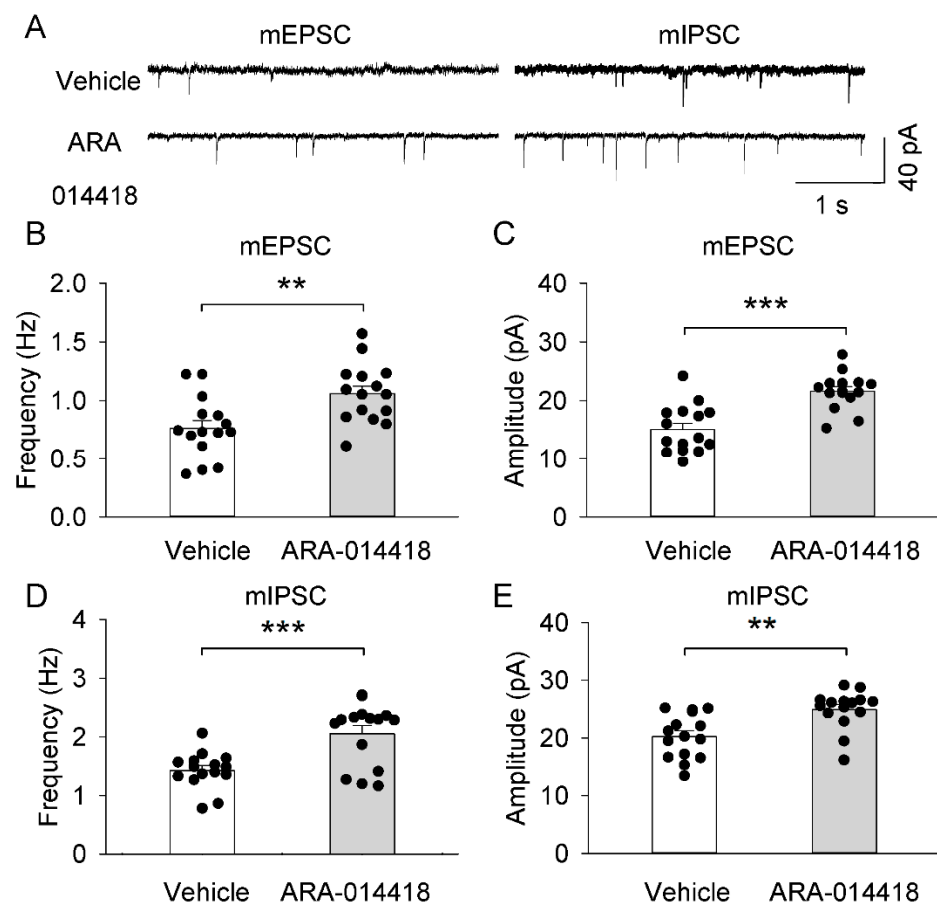 A
mEPSC
mIPSC
Vehicle
ARA
014418
40 pA
1 s
B
mEPSC
**
Frequency (Hz)
2.0
1.5
1.0
0.5
0.0
Vehicle
ARA-014418
C
mEPSC
***
Amplitude (pA)
40
30
20
10
0
Vehicle
ARA-014418
D
mIPSC
***
Frequency (Hz)
4
3
2
1
0
Vehicle
ARA-014418
E
mIPSC
**
Amplitude (pA)
40
30
20
10
0
Vehicle
ARA-014418